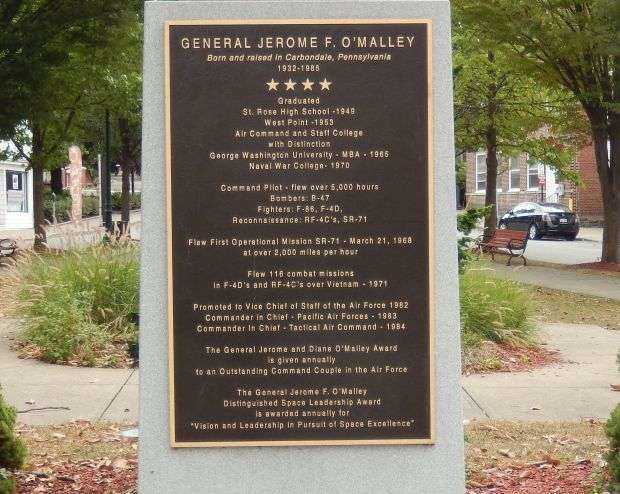 GENERAL JEROME F. O'MALLEY
Born and raised in Carbondale, Pennsylvania
1932-1985
Graduated
St. Rose High School -1949
West Point -1953
Air Command and Staff College
with Distinction
George Washington University - MBA - 1965
Naval War College- 1970
Command Pilot - flew over 5,000 hours
Bombers: B-47
Fighters: F-86, F-4D,
Reconnaissance: RF-4C's, SR-71
Flew First Operational Mission SR-71 - March 21, 1968
at over 2,000 miles per hour
Flew 116 combat missions
in F-4D's and RF-4C's over Vietnam - 1971
Promoted to Vice Chief of Staff of the Air Force 1982
Commander in Chief - Pacific Air Forces - 1983
Commander In Chief - Tactical Air Command - 1984
The General Jerome and Diane O'Malley Award
is given annually
to an Outstanding Command Couple in the Air Force
The General Jerome F. O'Malley
Distinguished Space Leadership Award
is awarded annually for
"Vision and Leadership in Pursuit of Space Excellence"